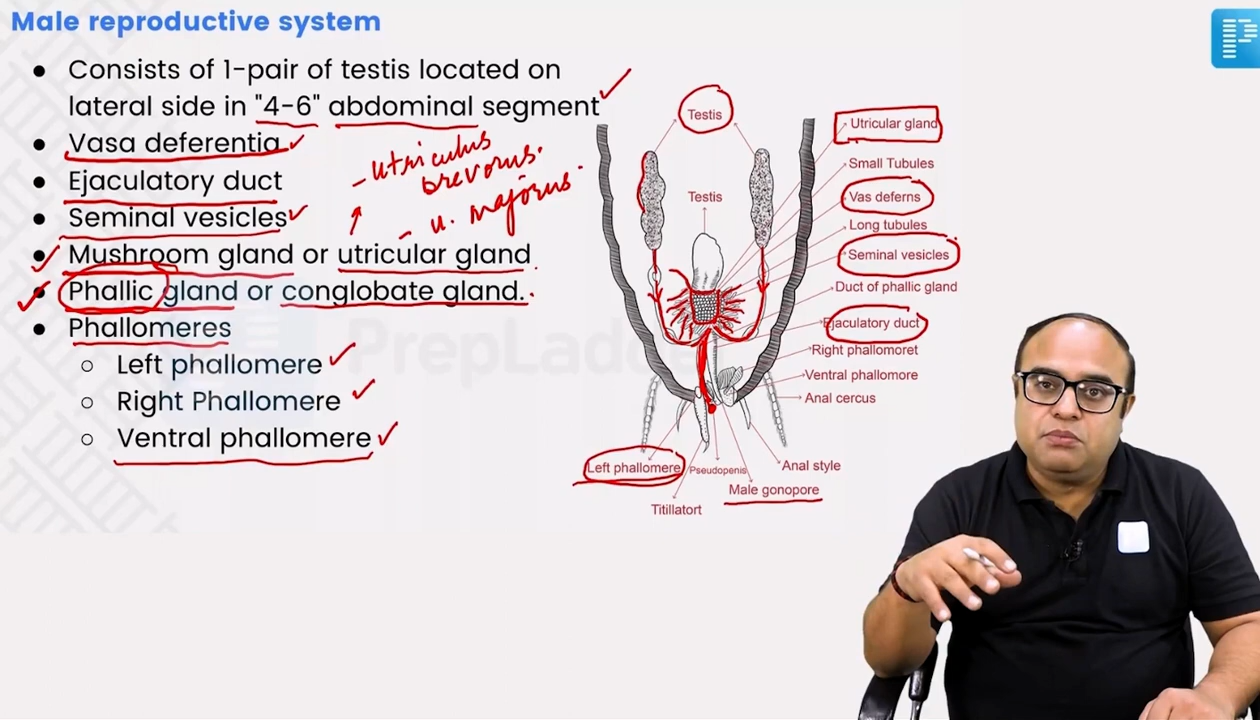 Male reproductive system
● Consists of 1-pair of testis located on
lateral side in "4-6" abdominal segment
● Vasa deferentia
● Ejaculatory duct
● Seminal vesicles
● Mushroom gland or utricular gland
● Phallic gland or conglobate gland.
● Phallomeres
○ Left phallomere
○ Right Phallomere
○ Ventral phallomere
- utriculus
brevorus.
- u. majorus.
Testis
Testis
Utricular gland
Small Tubules
Vas deferns
Long tubules
Seminal vesicles
Duct of phallic gland
Ejaculatory duct
Right phallomoret
Ventral phallomore
Anal cercus
Anal style
Left phallomere
Pseudopenis
Male gonopore
Titillatort
PrepLadde